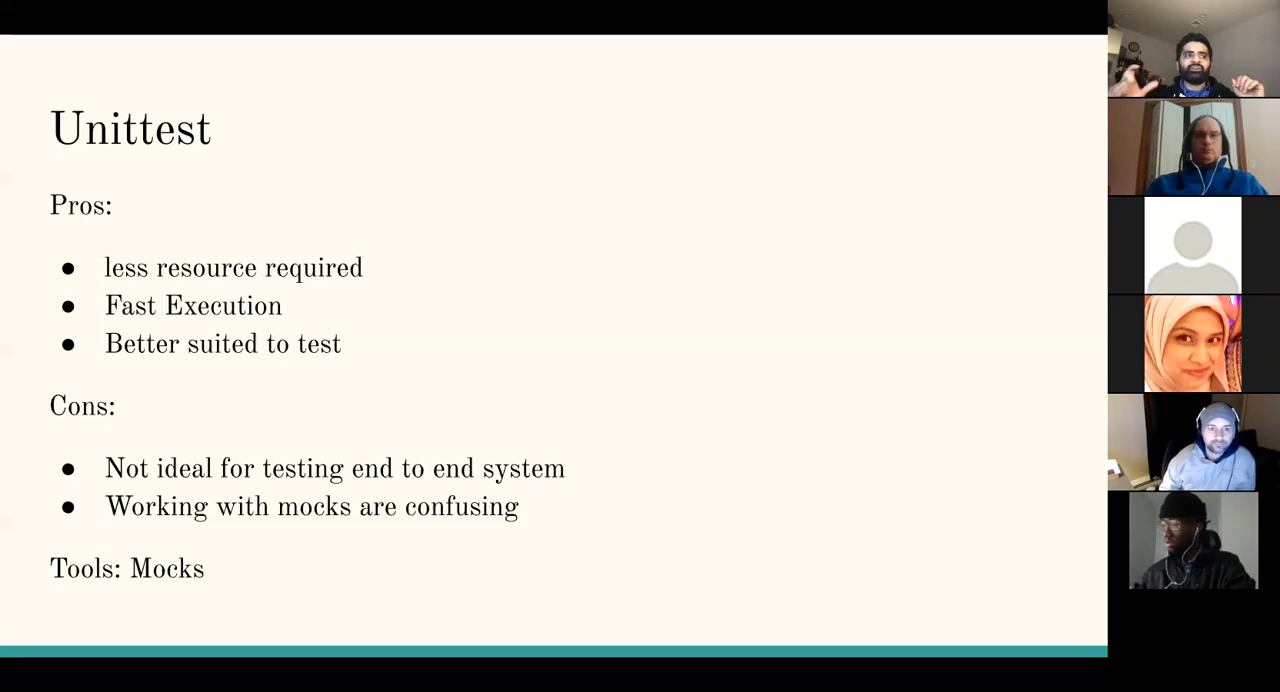 Unittest
Pros:
● less resource required
● Fast Execution
● Better suited to test
Cons:
● Not ideal for testing end to end system
● Working with mocks are confusing
Tools: Mocks